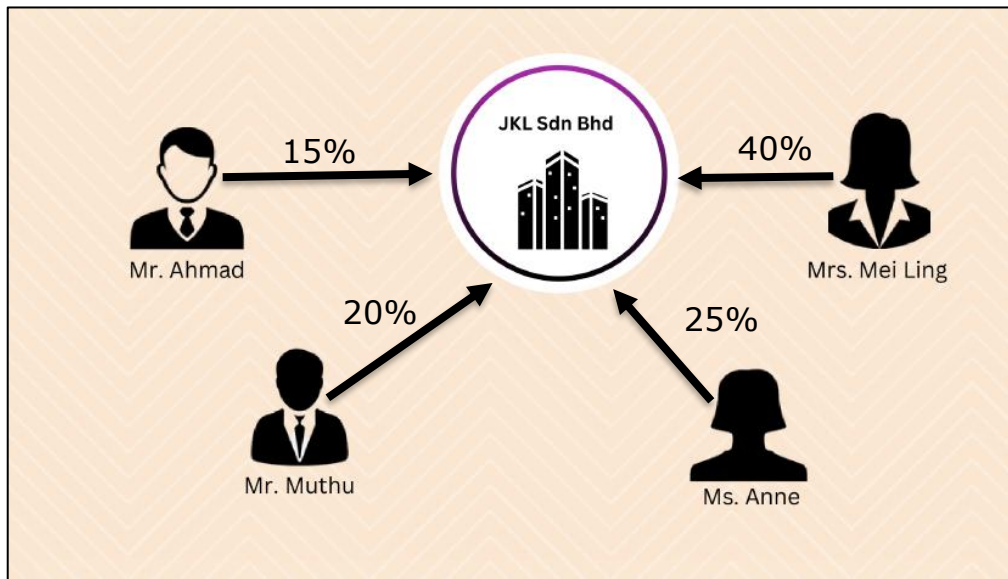 JKL Sdn Bhd
15%
40%
Mr. Ahmad
Mrs. Mei Ling
20%
25%
Mr. Muthu
Ms. Anne